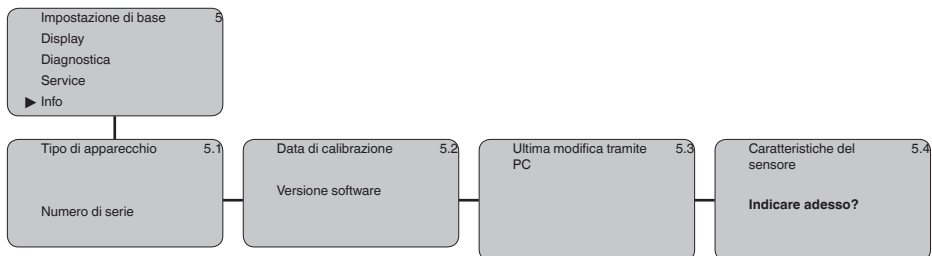 Impostazione di base 5
Display
Diagnostica
Service
▶ Info
Tipo di apparecchio 5.1
Numero di serie
Data di calibrazione 5.2
Versione software
Ultima modifica tramite 5.3
PC
Caratteristiche del 5.4
sensore
Indicare adesso?